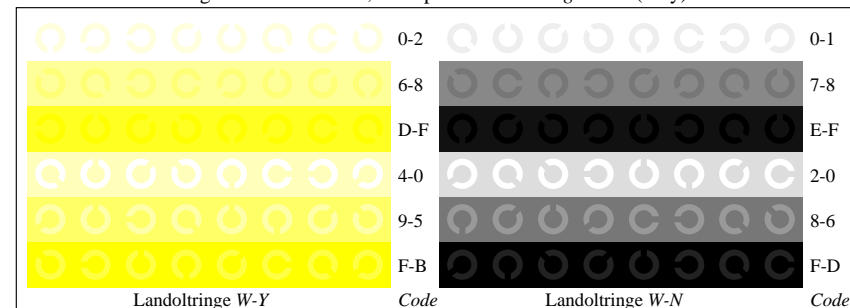 0-2 0-1
6-8 7-8
D-F E-F
4-0 2-0
9-5 8-6
F-B F-D
Landoltringe W-Y Code Landoltringe W-N Code